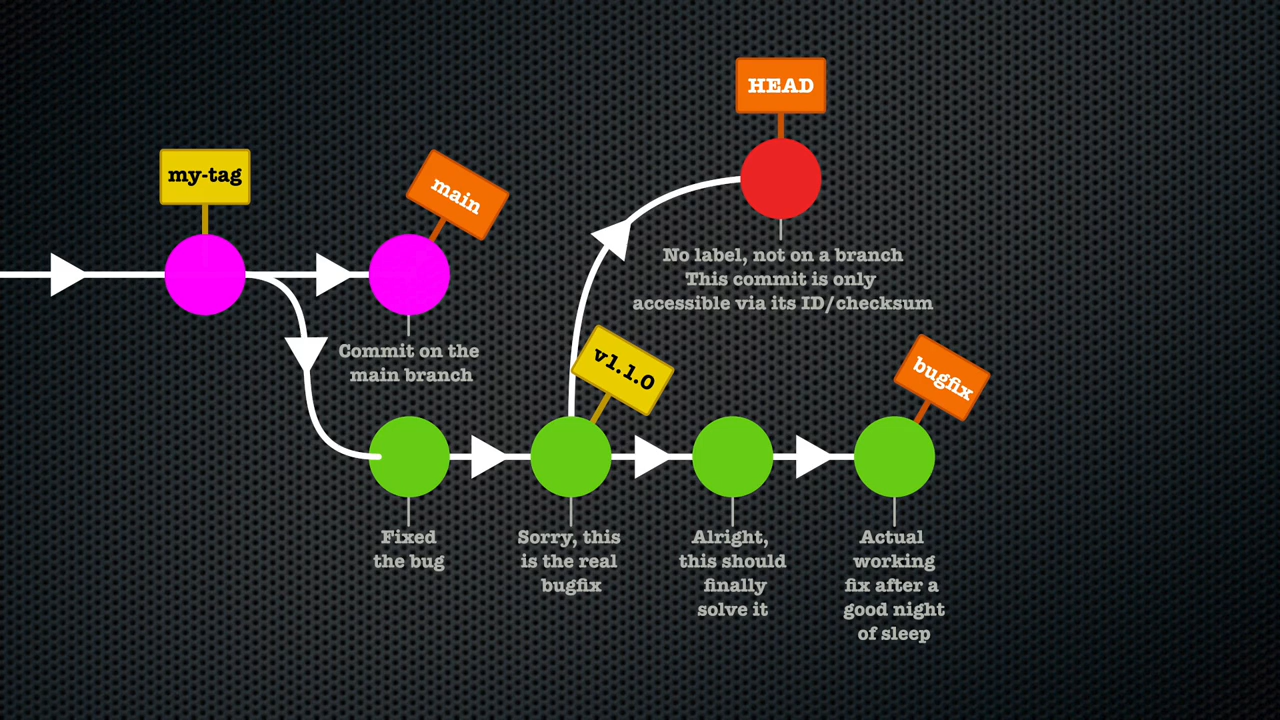 HEAD
my-tag
main
No label, not on a branch
This commit is only
accessible via its ID/checksum
Commit on the
main branch
v1.1.0
bugfix
Fixed
the bug
Sorry, this
is the real
bugfix
Alright,
this should
finally
solve it
Actual
working
fix after a
good night
of sleep